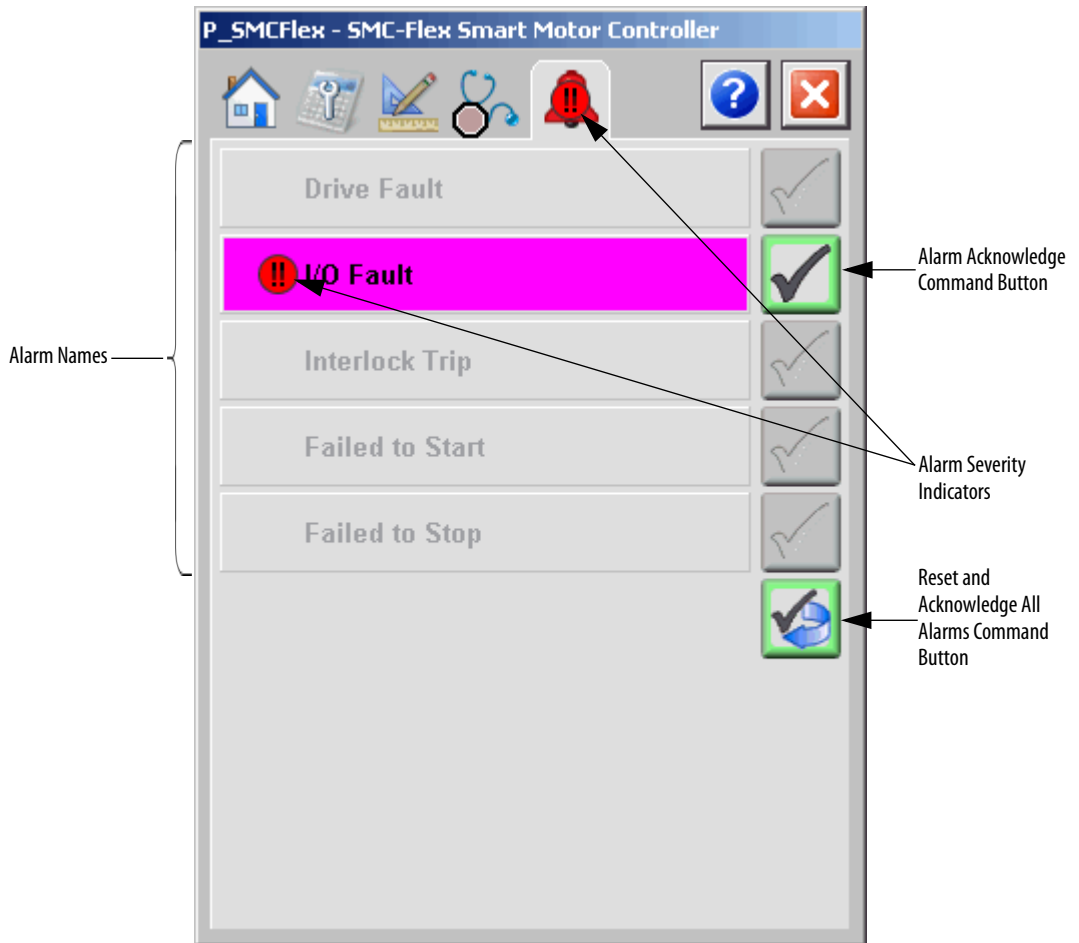 P_SMCFlex - SMC-Flex Smart Motor Controller
?
!!
Drive Fault
!! I/O Fault
Interlock Trip
Failed to Start
Failed to Stop
Alarm Names
Alarm Acknowledge
Command Button
Alarm Severity
Indicators
Reset and
Acknowledge All
Alarms Command
Button